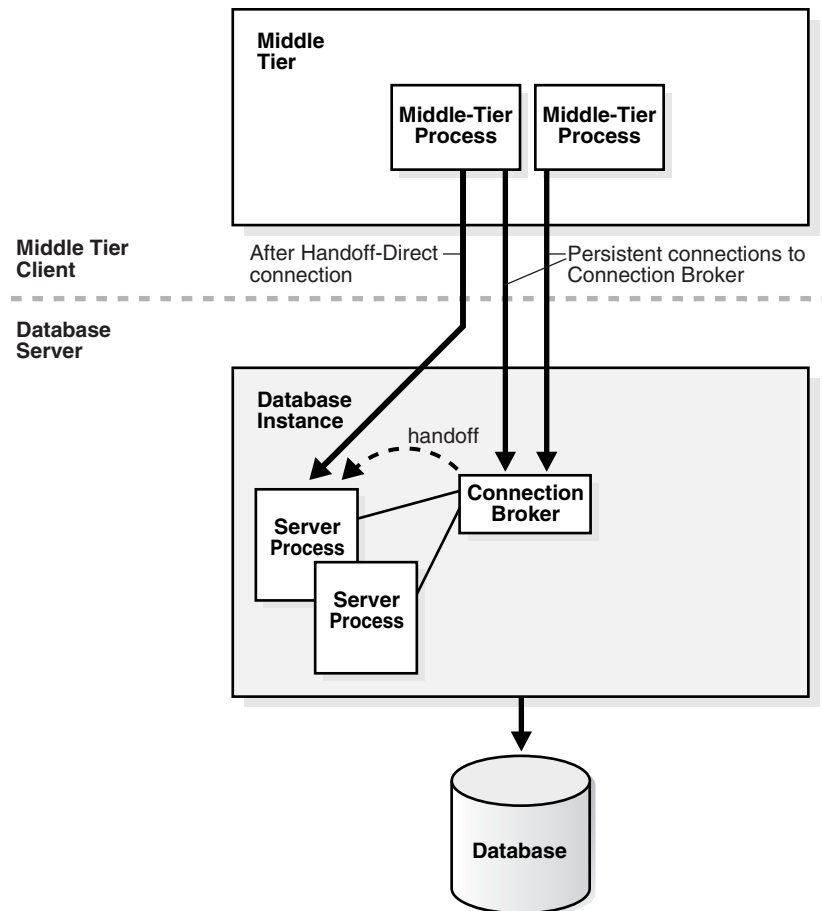 Middle
Tier
Middle-Tier
Process
Middle-Tier
Process
Middle Tier
Client
After Handoff-Direct
connection
Persistent connections to
Connection Broker
Database
Server
Database
Instance
handoff
Connection
Broker
Server
Process
Server
Process
Database